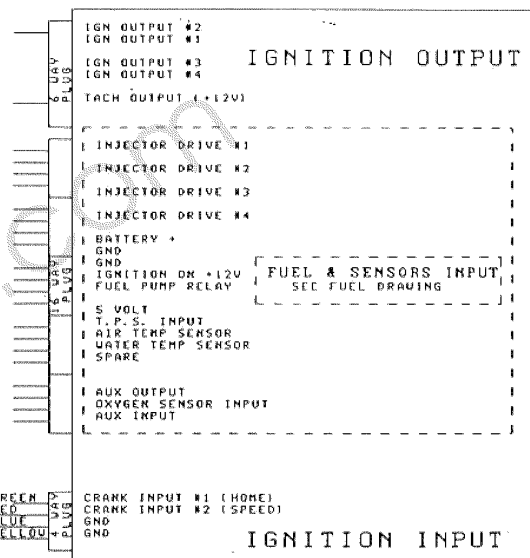 IGN OUTPUT #2
IGN OUTPUT #1
IGN OUTPUT #3
IGN OUTPUT #4
TACH OUTPUT (+12V)
IGNITION OUTPUT
6 WAY PLUG
INJECTOR DRIVE #1
INJECTOR DRIVE #2
INJECTOR DRIVE #3
INJECTOR DRIVE #4
BATTERY +
GND
GND
IGNITION ON +12V
FUEL PUMP RELAY
FUEL & SENSORS INPUT
SEE FUEL DRAWING
WAY PLUG
5 VOLT
T.P.S. INPUT
AIR TEMP SENSOR
WATER TEMP SENSOR
SPARE
AUX OUTPUT
OXYGEN SENSOR INPUT
AUX INPUT
REEN
ED
LUE
ELLOW
4 WAY PLUG
CRANK INPUT #1 (HOME)
CRANK INPUT #2 (SPEED)
GND
GND
IGNITION INPUT
.com